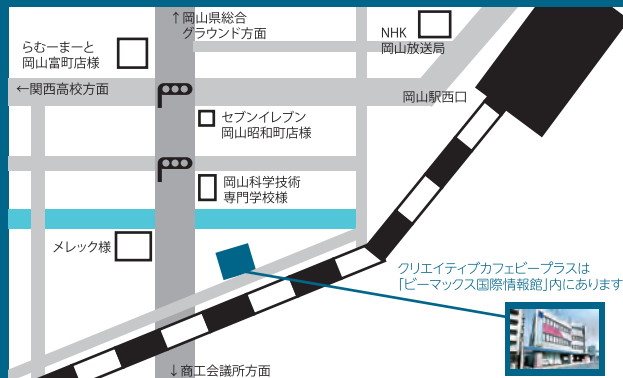 ↑岡山県総合
グラウンド方面
NHK
岡山放送局
らむーまーと
岡山富町店様
←関西高校方面
岡山駅西口
セブンイレブン
岡山昭和町店様
岡山科学技術
専門学校様
メレック様
クリエイティブカフェビープラスは
「ビーマックス国際情報館」内にあります
↓商工会議所方面